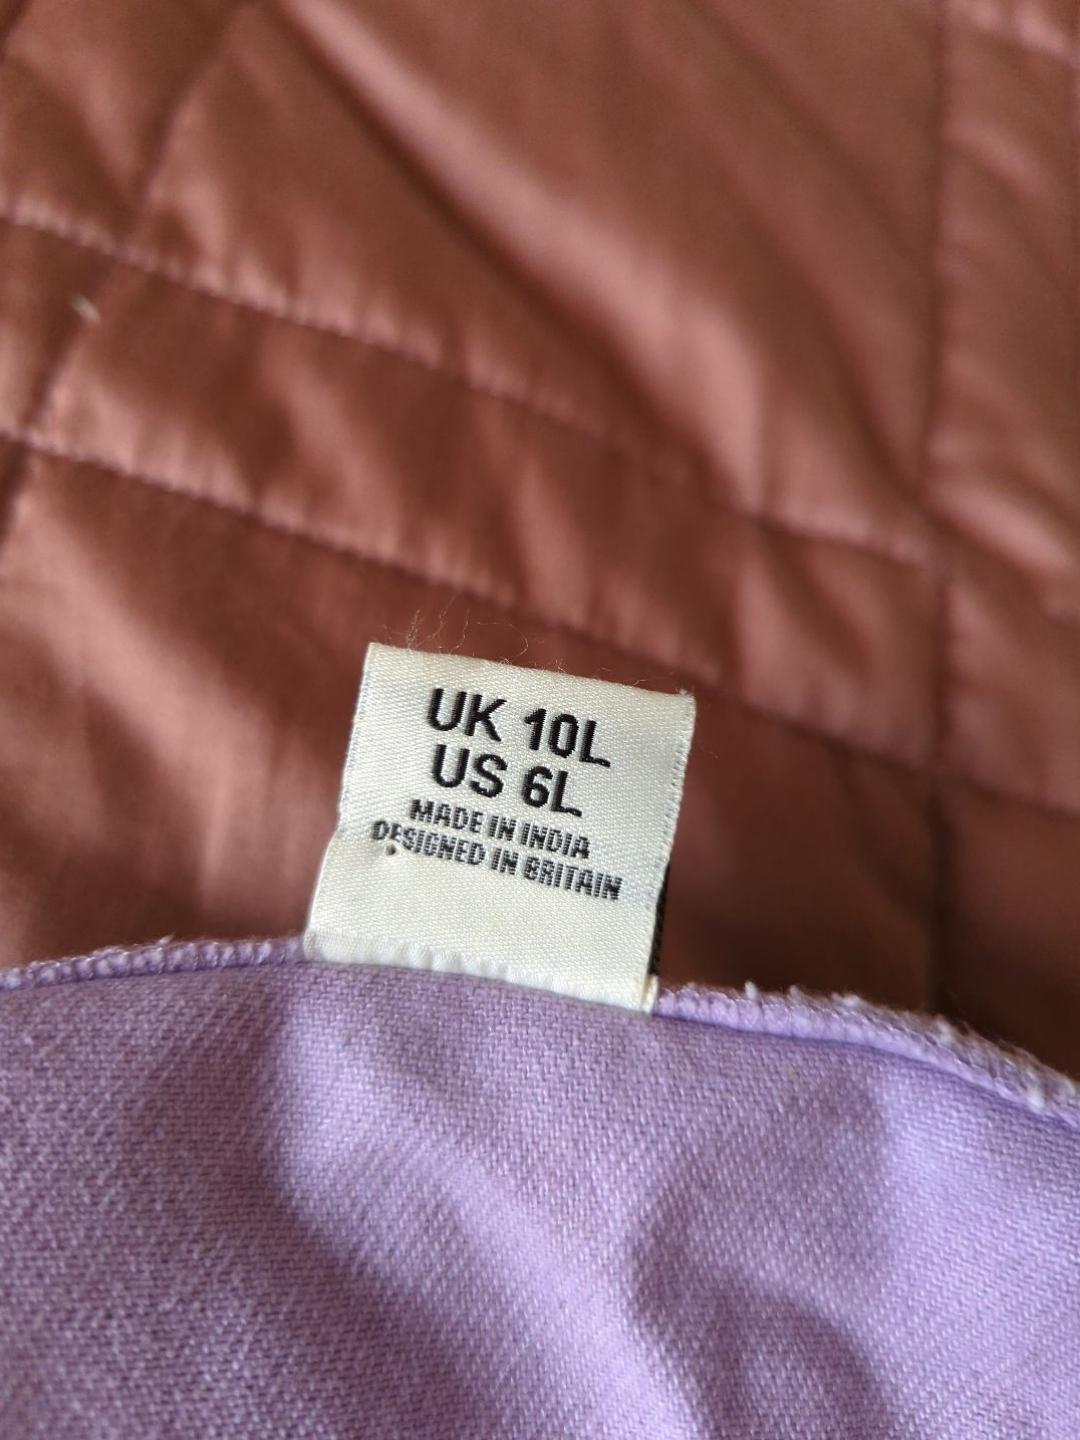 UK 10L
US 6L
MADE IN INDIA
DESIGNED IN BRITAIN